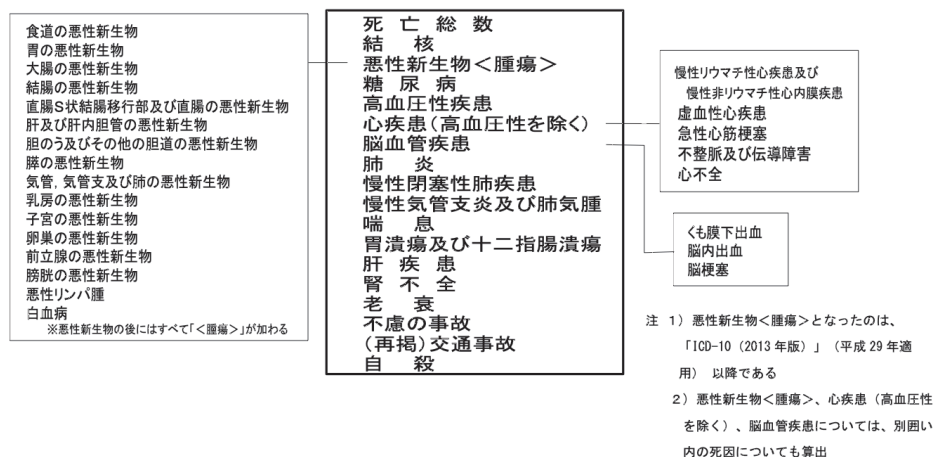 食道の悪性新生物
胃の悪性新生物
大腸の悪性新生物
結腸の悪性新生物
直腸S状結腸移行部及び直腸の悪性新生物
肝及び肝内胆管の悪性新生物
胆のう及びその他の胆道の悪性新生物
膵の悪性新生物
気管，気管支及び肺の悪性新生物
乳房の悪性新生物
子宮の悪性新生物
卵巣の悪性新生物
前立腺の悪性新生物
膀胱の悪性新生物
悪性リンパ腫
白血病
※悪性新生物の後にはすべて「＜腫瘍＞」が加わる
死 亡 総 数
結 核
悪性新生物＜腫瘍＞
糖 尿 病
高血圧性疾患
心疾患（高血圧性を除く）
脳血管疾患
肺 炎
慢性閉塞性肺疾患
慢性気管支炎及び肺気腫
喘 息
胃潰瘍及び十二指腸潰瘍
肝 疾 患
腎 不 全
老 衰
不慮の事故
（再掲）交通事故
自 殺
慢性リウマチ性心疾患及び
慢性非リウマチ性心内膜疾患
虚血性心疾患
急性心筋梗塞
不整脈及び伝導障害
心不全
くも膜下出血
脳内出血
脳梗塞
注 1）悪性新生物＜腫瘍＞となったのは、
「ICD-10（2013 年版）」（平成 29 年適
用） 以降である
2）悪性新生物＜腫瘍＞、心疾患（高血圧性
を除く）、脳血管疾患については、別囲い
内の死因についても算出